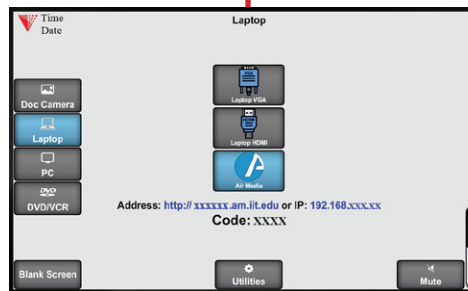 Time
Date
Laptop
Doc Camera
Laptop
PC
DVD
DVD/VCR
Laptop VGA
Laptop HDMI
Air Media
Address: http:// xxxxxx.am.iit.edu or IP: 192.168.xxx.xx
Code: XXXX
Blank Screen
Utilities
Mute